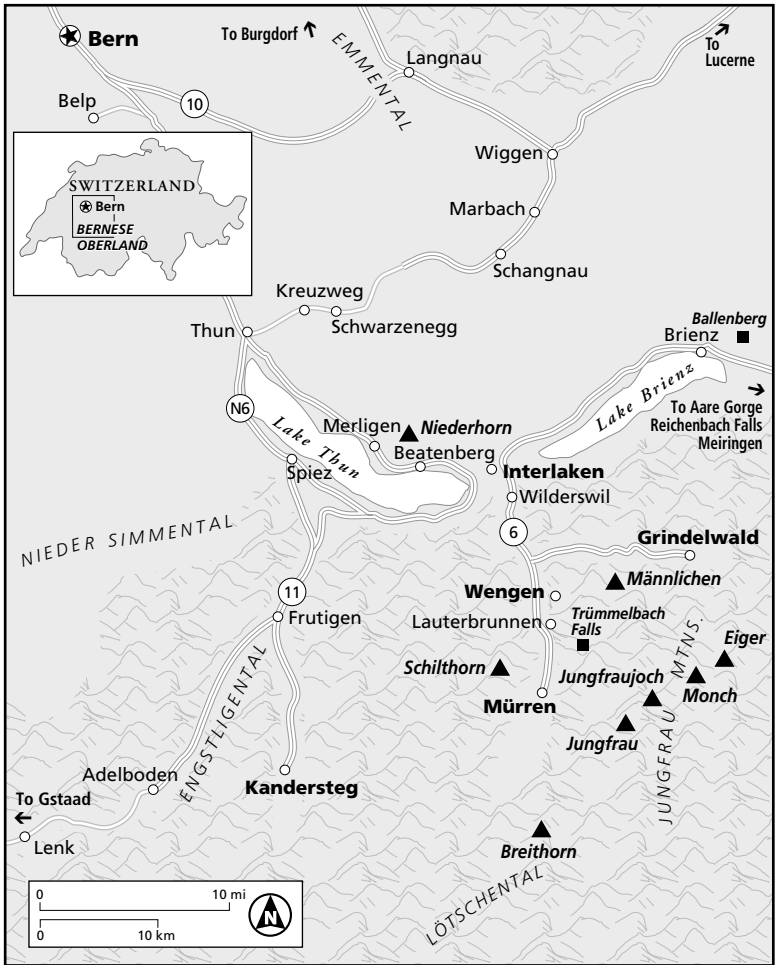 Bern
To Burgdorf
EMMENTAL
Langnau
To
Lucerne
Belp
10
Wiggen
SWITZERLAND
Bern
BERNESE
OBERLAND
Marbach
Schangnau
Kreuzweg
Schwarzenegg
Thun
Ballenberg
Brienz
Lake Brienz
To Aare Gorge
Reichenbach Falls
Meiringen
N6
Lake Thun
Merligen
Niederhorn
Beatenberg
Spiez
Interlaken
Wilderswil
NIEDER SIMMENTAL
6
Grindelwald
Männlichen
Wengen
11
Frutigen
Lauterbrunnen
Trümmelbach
Falls
Eiger
Schilthorn
Jungfraujoch
Monch
JUNGFRAU MTNS.
Mürren
Jungfrau
ENGSTLIGENTAL
Adelboden
Kandersteg
To Gstaad
Lenk
Breithorn
LÖTSCHENTAL
0
10 mi
0
10 km
N